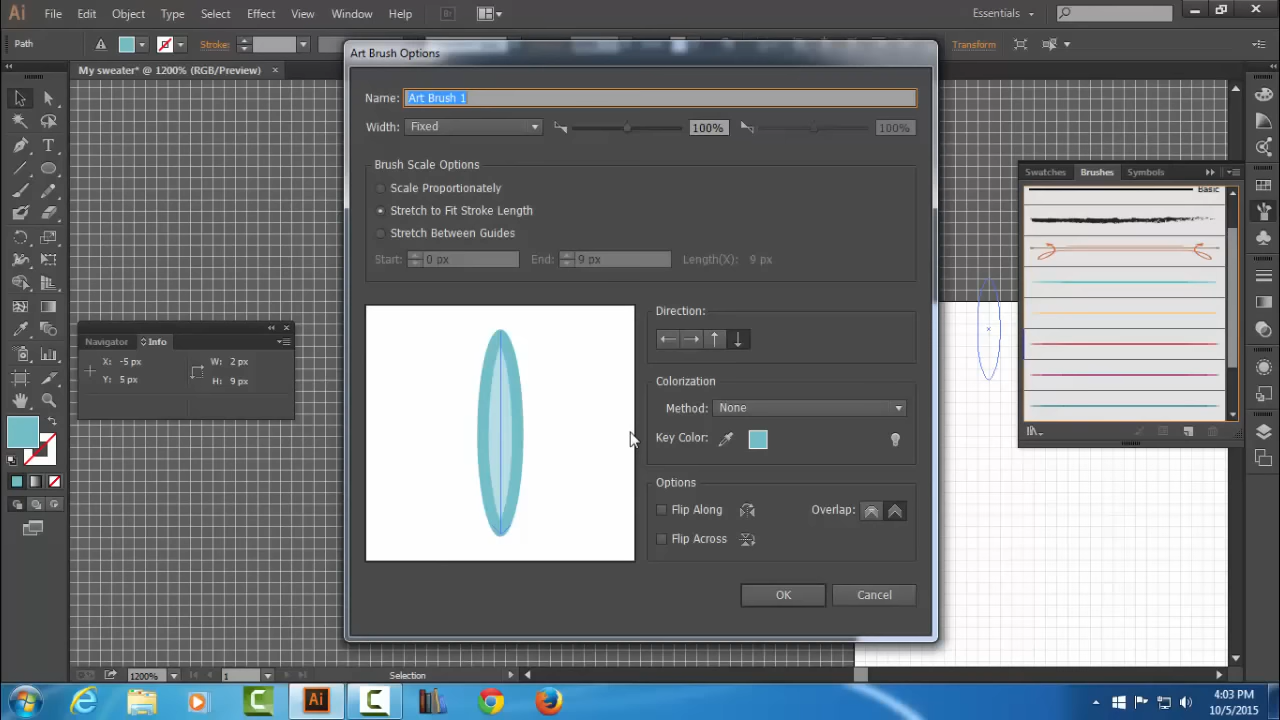 Ai File Edit Object Type Select Effect View Window Help Br Essentials
Path Stroke: Transform
My sweater* @ 1200% (RGB/Preview) ×
Art Brush Options
Name: Art Brush 1
Width: Fixed 100% 100%
Brush Scale Options
Scale Proportionately
Stretch to Fit Stroke Length
Stretch Between Guides
Start: 0 px End: 9 px Length(X): 9 px
Direction:
Colorization
Method: None
Key Color:
Options
Flip Along Overlap:
Flip Across
OK Cancel
Navigator Info
X: -5 px W: 2 px
Y: 5 px H: 9 px
Swatches Brushes Symbols
Basic
1200% 1 Selection
Ai
4:03 PM
10/5/2015